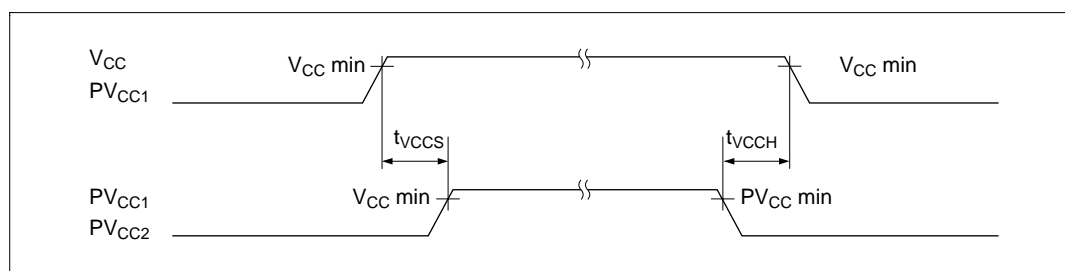 VCC
VCC min
VCC min
PVCC1
tVCCS
tVCCH
PVCC1
VCC min
PVCC min
PVCC2